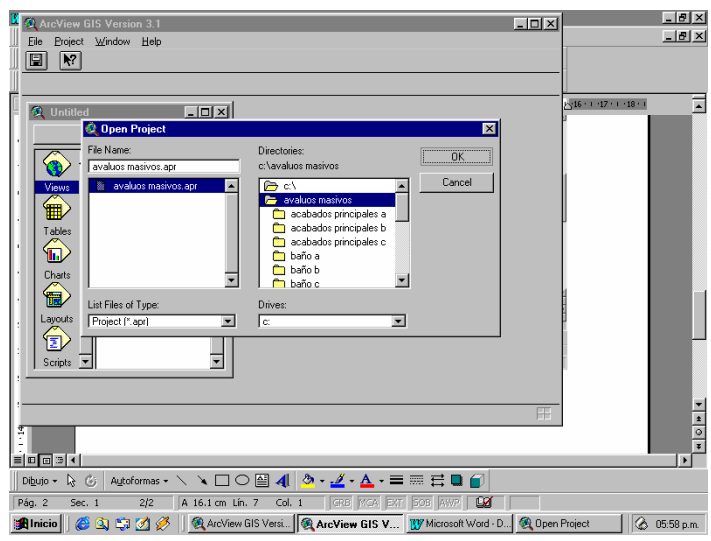 ArcView GIS Version 3.1
File Project Window Help
Untitled
Open Project
File Name:
avaluos masivos.apr
avaluos masivos.apr
Directories:
c:\avaluos masivos
c:\
avaluos masivos
acabados principales a
acabados principales b
acabados principales c
baño a
baño b
baño c
OK
Cancel
List Files of Type:
Project (*.apr)
Drives:
c:
Views
Tables
Charts
Layouts
Scripts
16 17 18
Dibujo Autoformas
Pág. 2 Sec. 1 2/2 A 16.1 cm Lín. 7 Col. 1 GRB MCA EXT SOB AWP
Inicio ArcView GIS Versi... ArcView GIS V... Microsoft Word - D... Open Project 05:58 p.m.